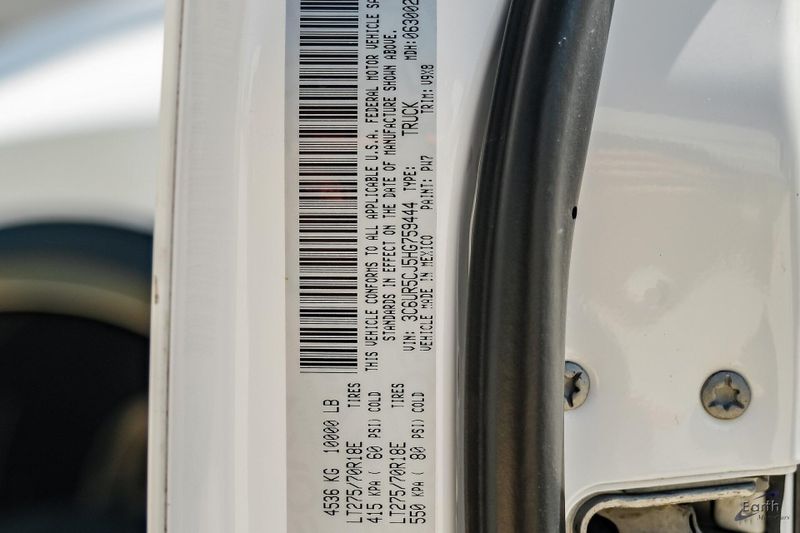 THIS VEHICLE CONFORMS TO ALL APPLICABLE U.S.A. FEDERAL MOTOR VEHICLE
STANDARDS IN EFFECT ON THE DATE OF MANUFACTURE SHOWN ABOVE.
VIN: 3C6UR5CJ5HG759444 TYPE: TRUCK MDH:063002
VEHICLE MADE IN MEXICO PAINT: PW7 TRIM: V9X8
4536 KG 10000 LB
LT275/70R18E TIRES
415 KPA ( 60 PSI) COLD
LT275/70R18E TIRES
550 KPA ( 80 PSI) COLD
Earth